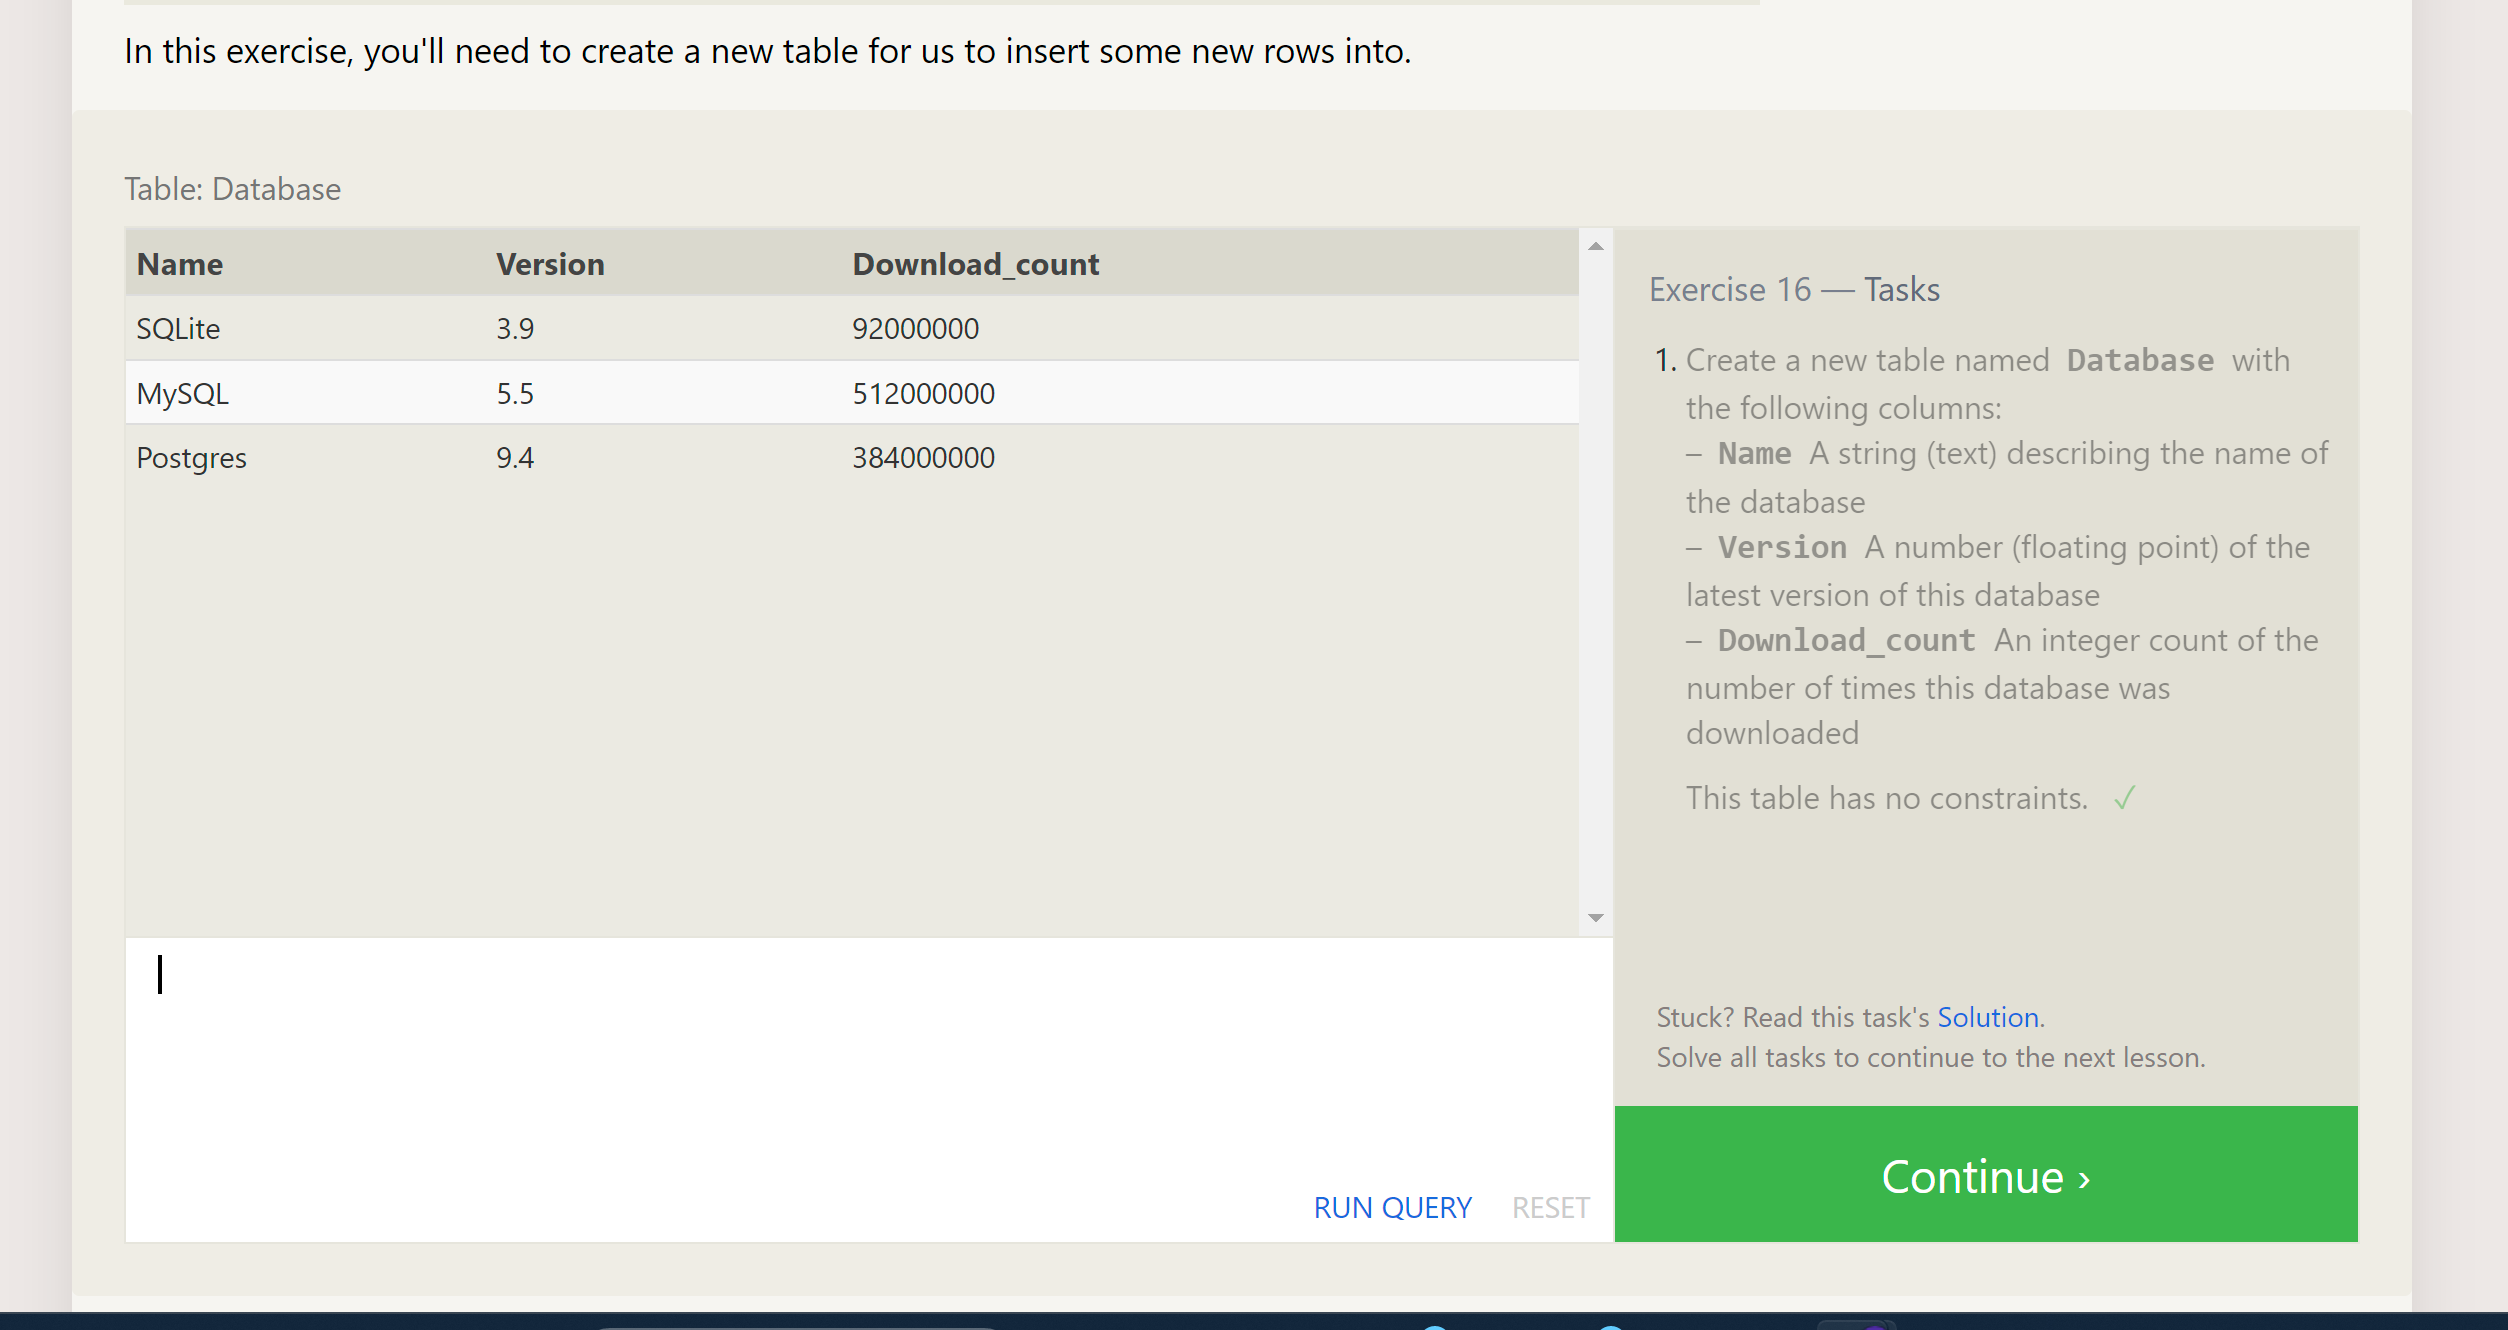 In this exercise, you'll need to create a new table for us to insert some new rows into.
Table: Database
Name Version Download_count
SQLite 3.9 92000000
MySQL 5.5 512000000
Postgres 9.4 384000000
RUN QUERY RESET
Exercise 16 — Tasks
1. Create a new table named Database with
the following columns:
– Name A string (text) describing the name of
the database
– Version A number (floating point) of the
latest version of this database
– Download_count An integer count of the
number of times this database was
downloaded
This table has no constraints. ✓
Stuck? Read this task's Solution.
Solve all tasks to continue to the next lesson.
Continue ›